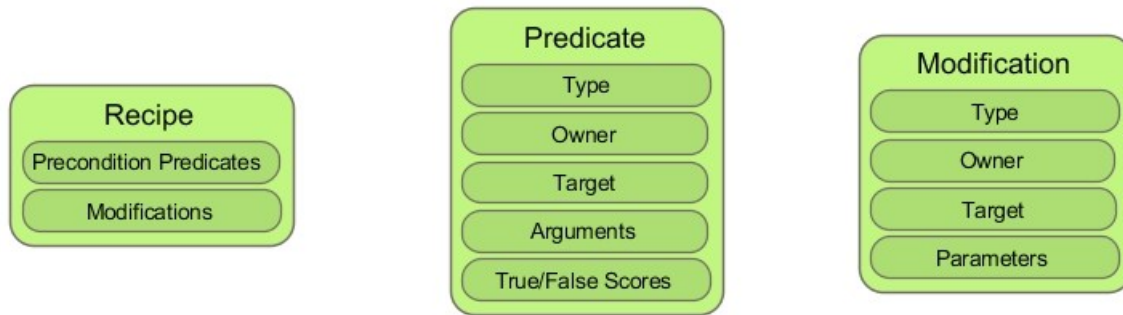 Recipe
Precondition Predicates
Modifications
Predicate
Type
Owner
Target
Arguments
True/False Scores
Modification
Type
Owner
Target
Parameters